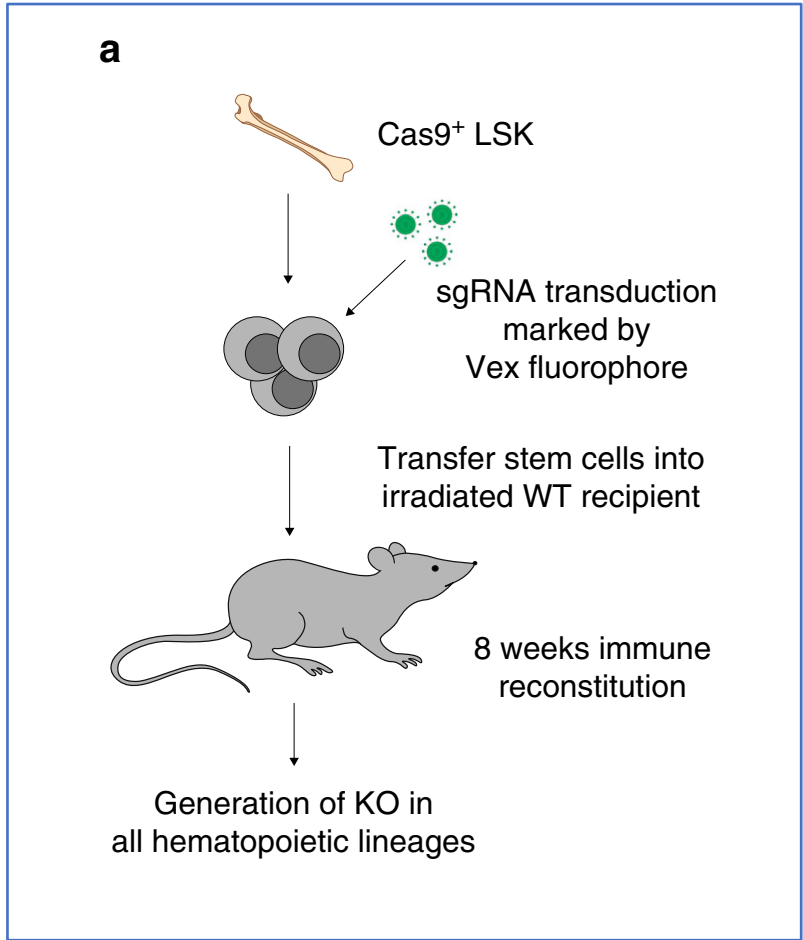 a
Cas9⁺ LSK
sgRNA transduction
marked by
Vex fluorophore
Transfer stem cells into
irradiated WT recipient
8 weeks immune
reconstitution
Generation of KO in
all hematopoietic lineages